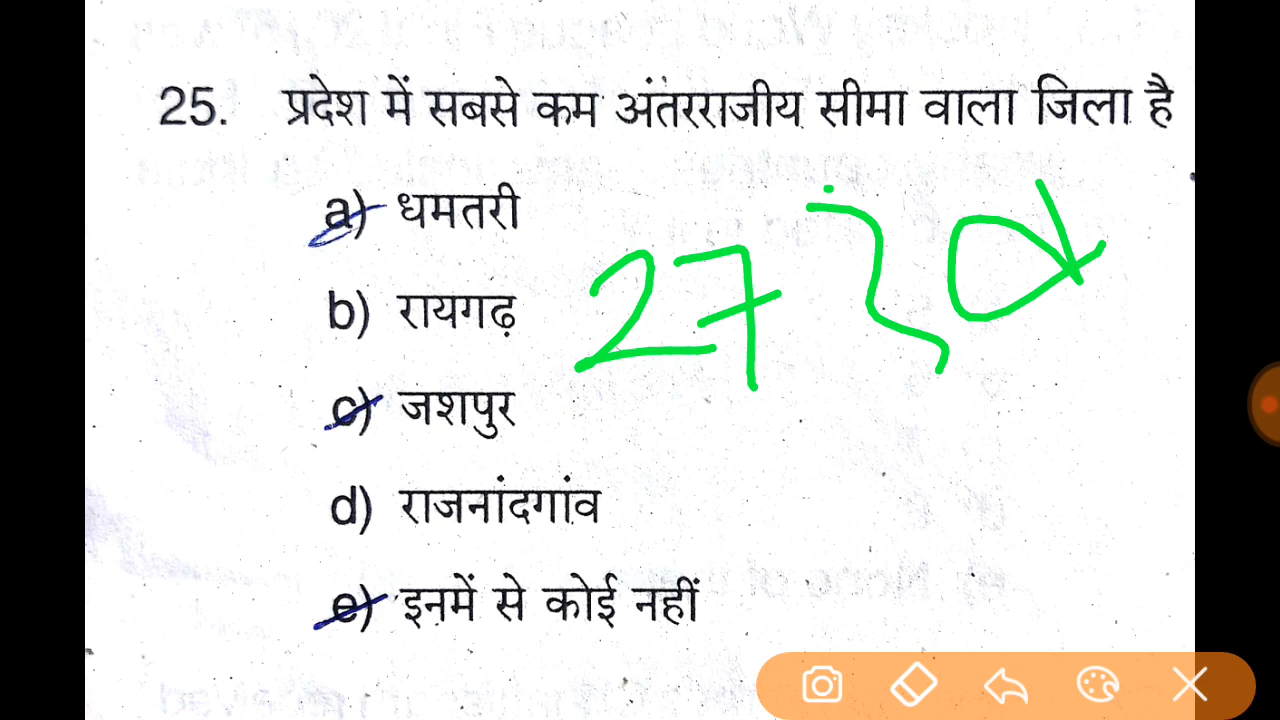 25. प्रदेश में सबसे कम अंतरराजीय सीमा वाला जिला है
a) धमतरी
b) रायगढ़
27
c) जशपुर
d) राजनांदगांव
e) इनमें से कोई नहीं